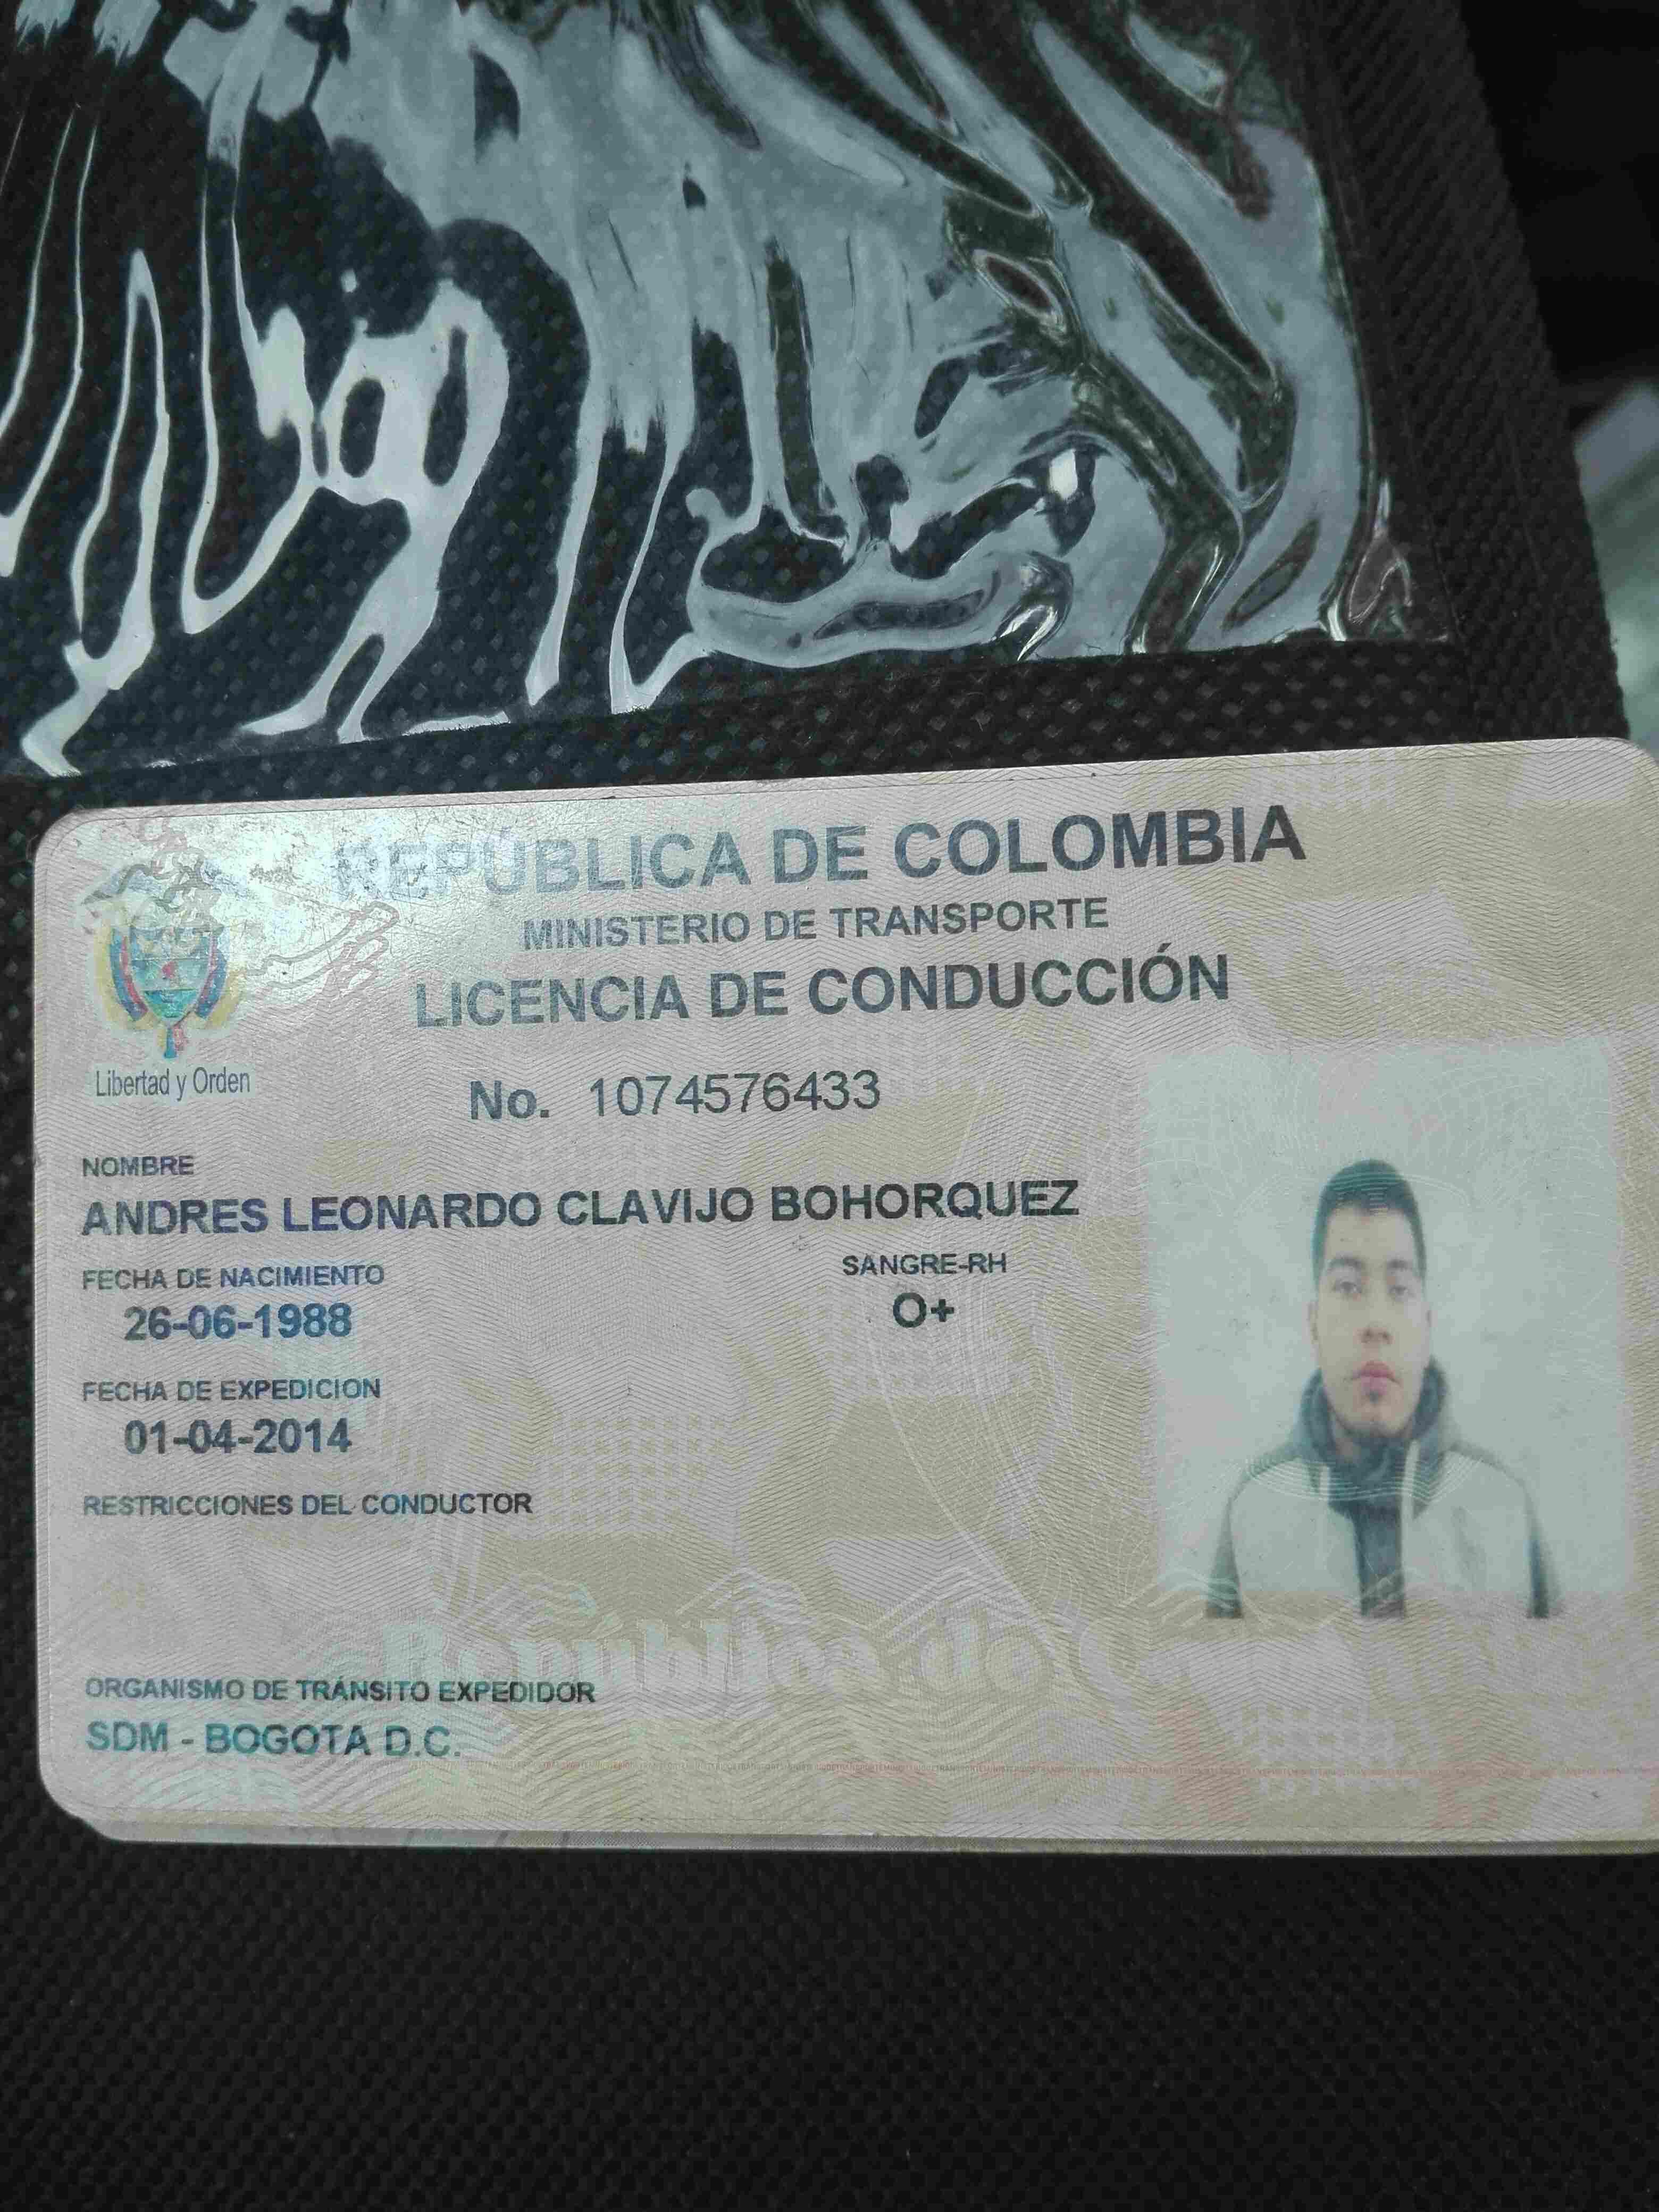 REPÚBLICA DE COLOMBIA
MINISTERIO DE TRANSPORTE
LICENCIA DE CONDUCCIÓN
Libertad y Orden
No. 1074576433
NOMBRE
ANDRES LEONARDO CLAVIJO BOHORQUEZ
FECHA DE NACIMIENTO
26-06-1988
SANGRE-RH
O+
FECHA DE EXPEDICION
01-04-2014
RESTRICCIONES DEL CONDUCTOR
República de
ORGANISMO DE TRÁNSITO EXPEDIDOR
SDM - BOGOTA D.C.